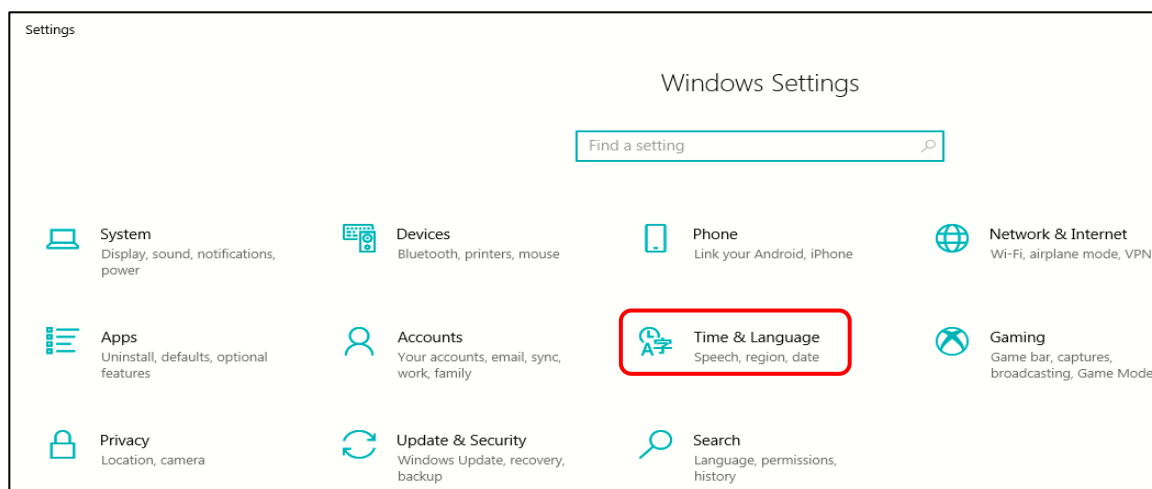 Settings
Windows Settings
Find a setting
System
Display, sound, notifications,
power
Devices
Bluetooth, printers, mouse
Phone
Link your Android, iPhone
Network & Internet
Wi-Fi, airplane mode, VPN
Apps
Uninstall, defaults, optional
features
Accounts
Your accounts, email, sync,
work, family
Time & Language
Speech, region, date
Gaming
Game bar, captures,
broadcasting, Game Mode
Privacy
Location, camera
Update & Security
Windows Update, recovery,
backup
Search
Language, permissions,
history